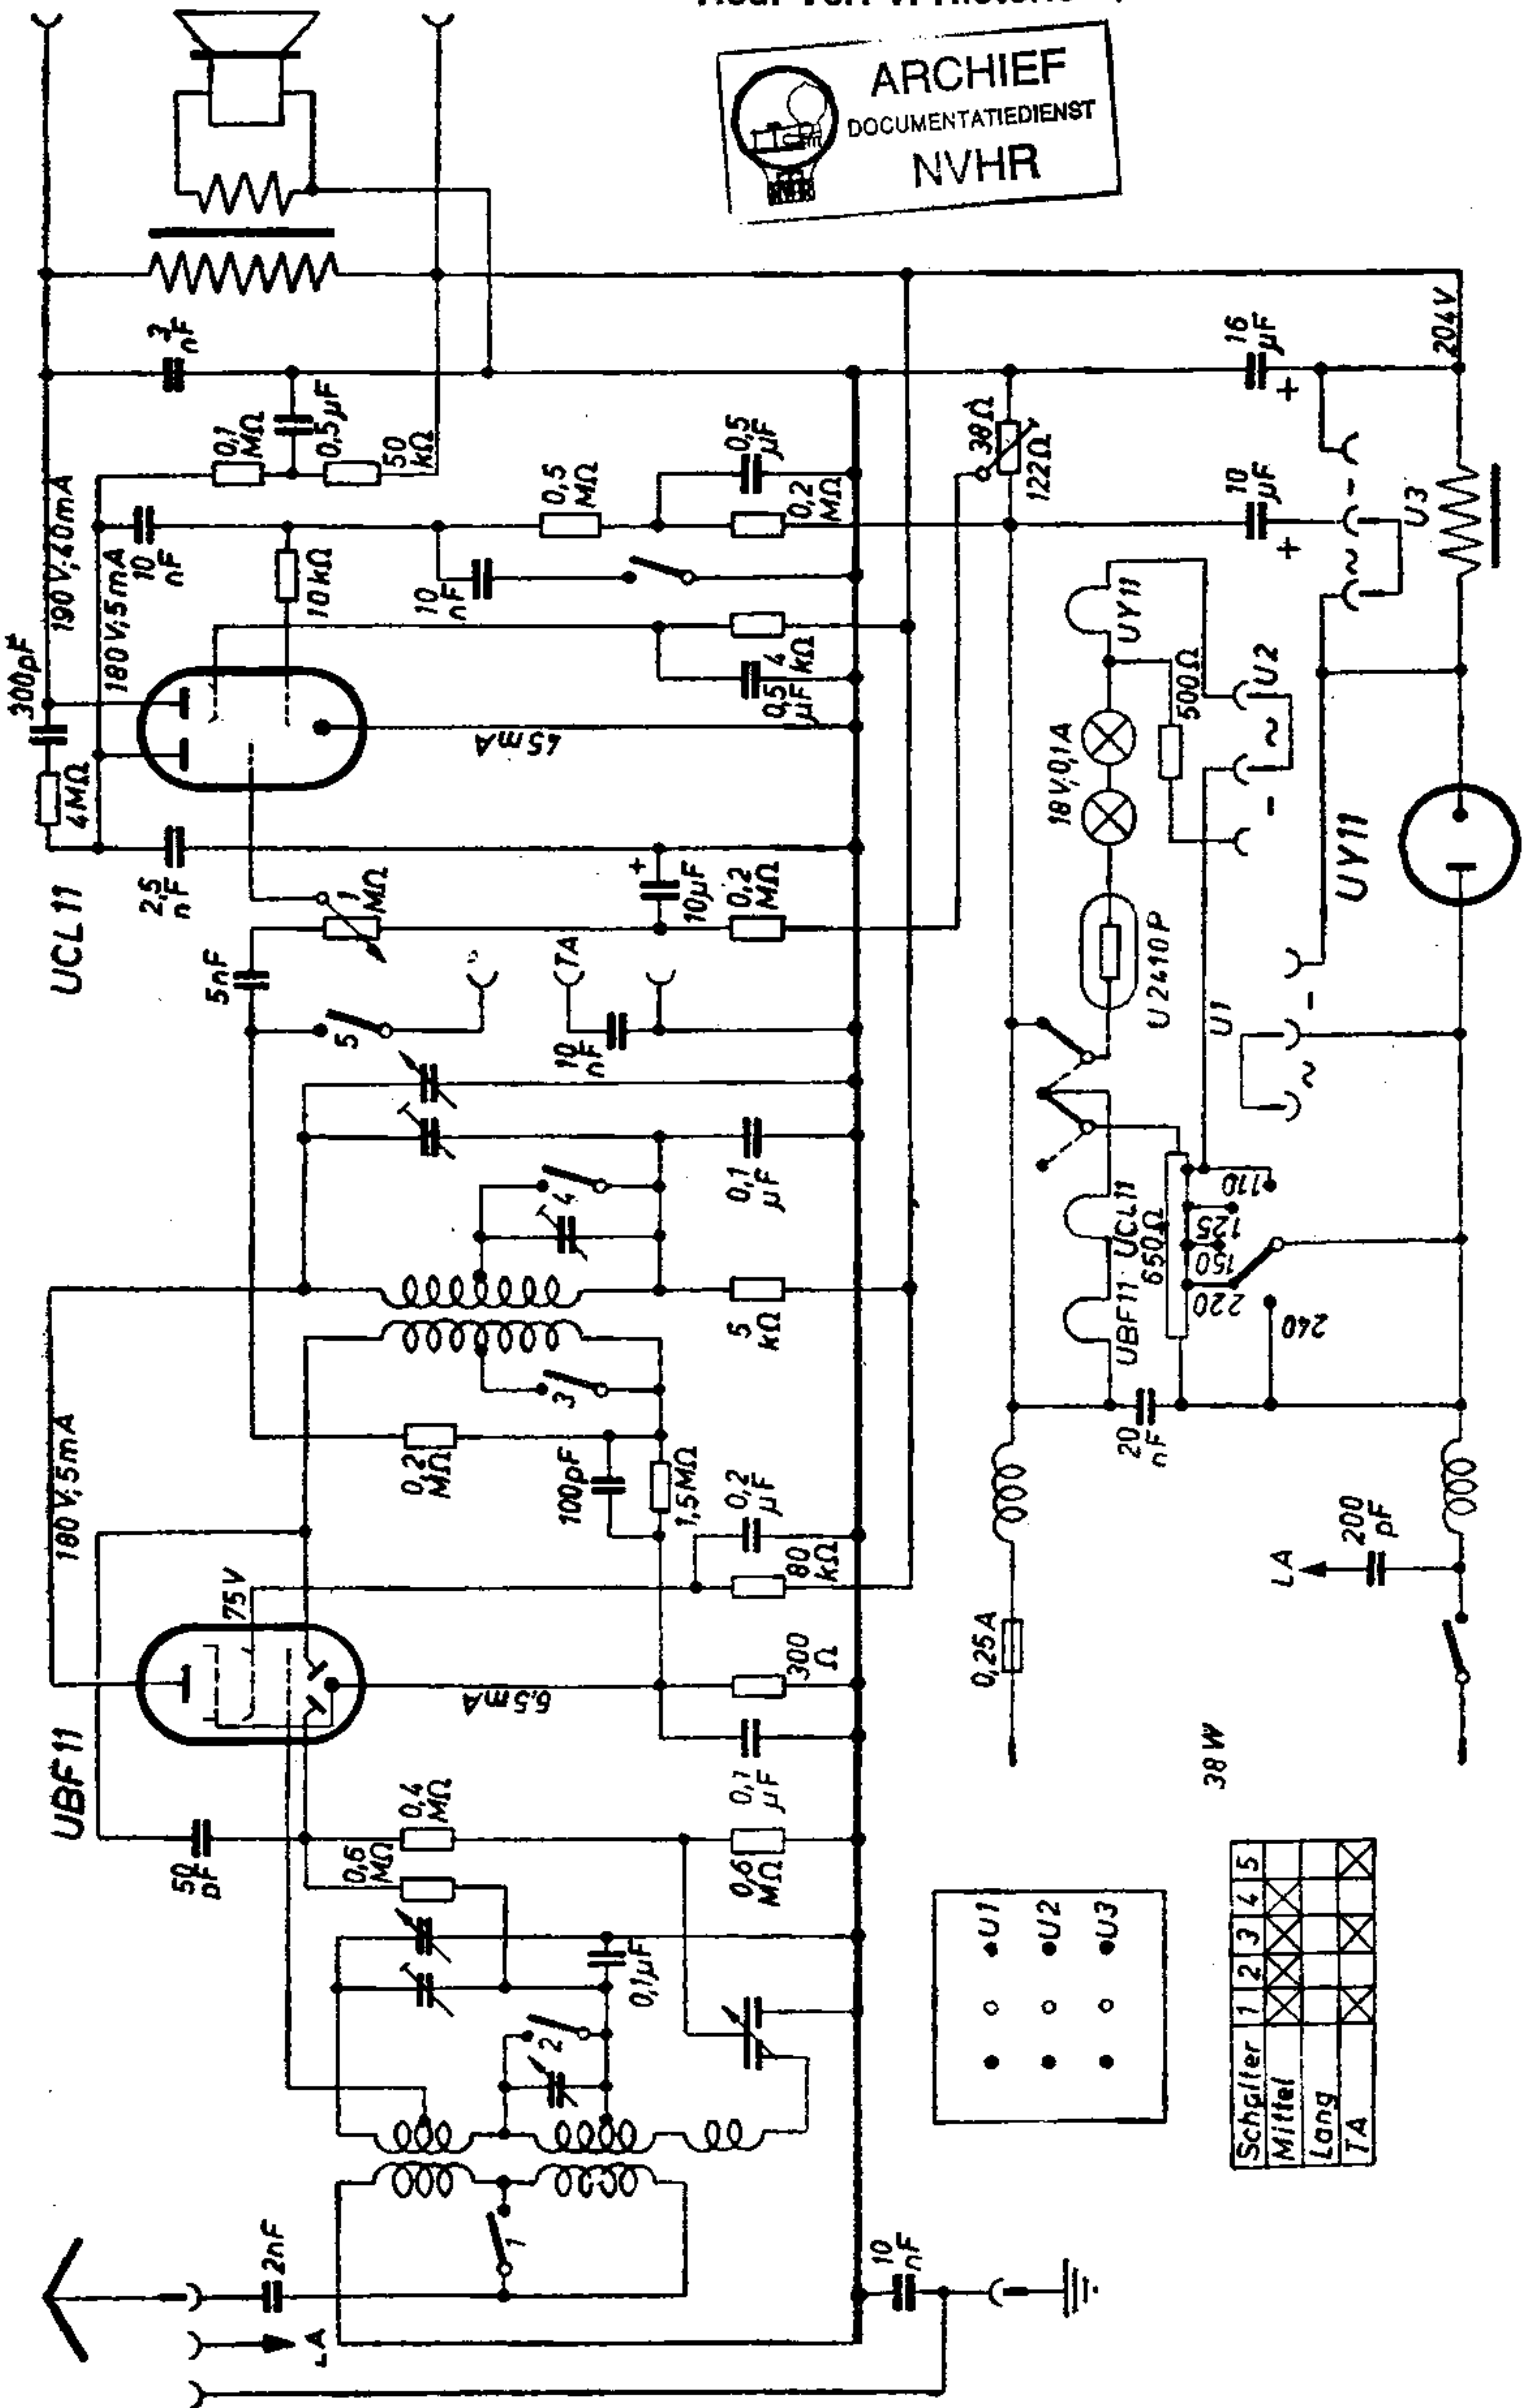 ARCHIEF
DOCUMENTATIEDIENST
NVHR
UBF11
UCL11
180 V; 5mA
300pF
190 V; 40mA
180 V; 5mA
4MΩ
3 nF
0,1 MΩ
0,5µF
50 kΩ
10 nF
10kΩ
10 nF
0,5 MΩ
0,5 µF
0,2 MΩ
4 kΩ
0,5 µF
45mA
2,5 nF
1 MΩ
10µF
+
0,2 MΩ
5nF
5
TA
10 nF
0,1 µF
4
5 kΩ
3
0,2 MΩ
100pF
1,5MΩ
0,2 µF
80 kΩ
75V
6,5mA
300 Ω
0,1 µF
50 pF
0,4 MΩ
0,6 MΩ
0,6 MΩ
0,1µF
2
1
2nF
LA
10 nF
38Ω
122Ω
16 µF
+
10 µF
+
204V
U3
~
−
UY11
18V;0,1A
500Ω
U2
~
−
U2410P
U1
~
−
UY11
UCL11
UBF11
650Ω
110
125
150
220
240
20 nF
LA
200 pF
0,25A
38W
U1
U2
U3
Schalter 1 2 3 4 5
Mittel
Lang
TA